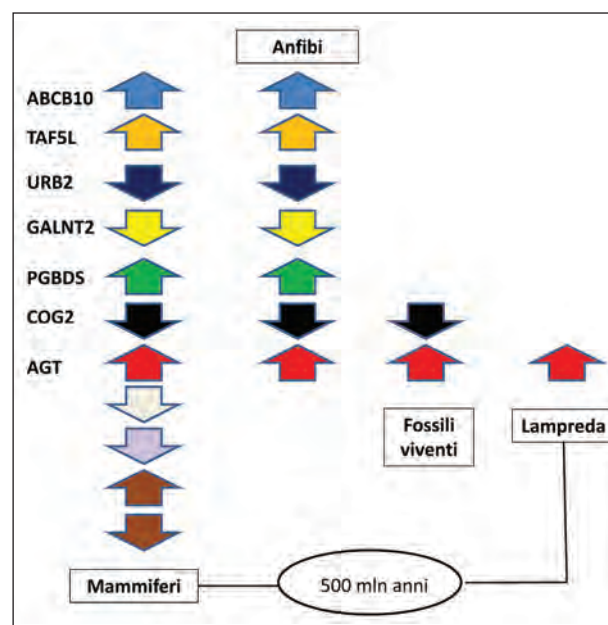 Anfibi
ABCB10
TAF5L
URB2
GALNT2
PGBDS
COG2
AGT
Fossili
viventi
Lampreda
Mammiferi
500 mln anni